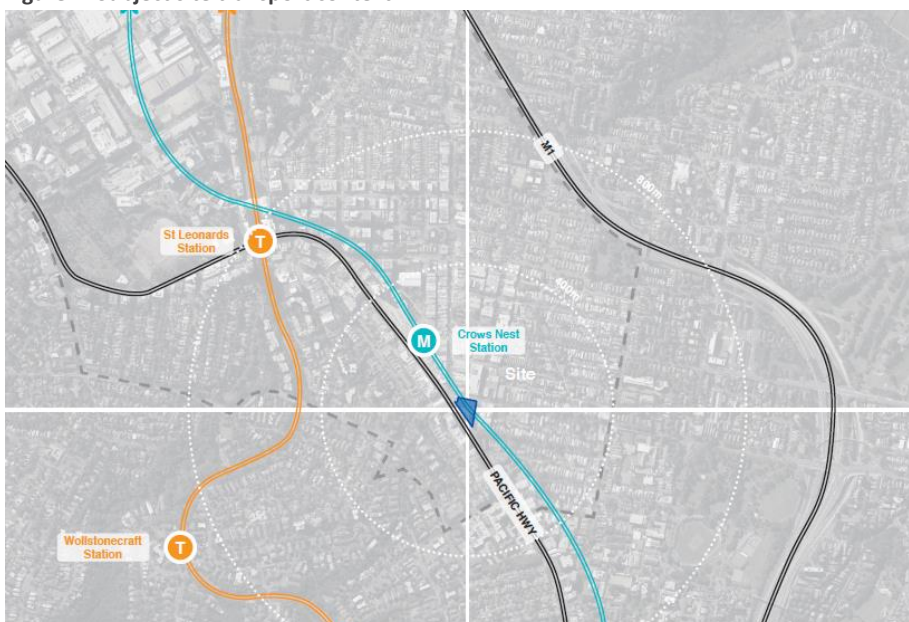 M1
800m
St Leonards
Station
T
400m
M
Crows Nest
Station
Site
PACIFIC HWY
Wollstonecraft
Station
T